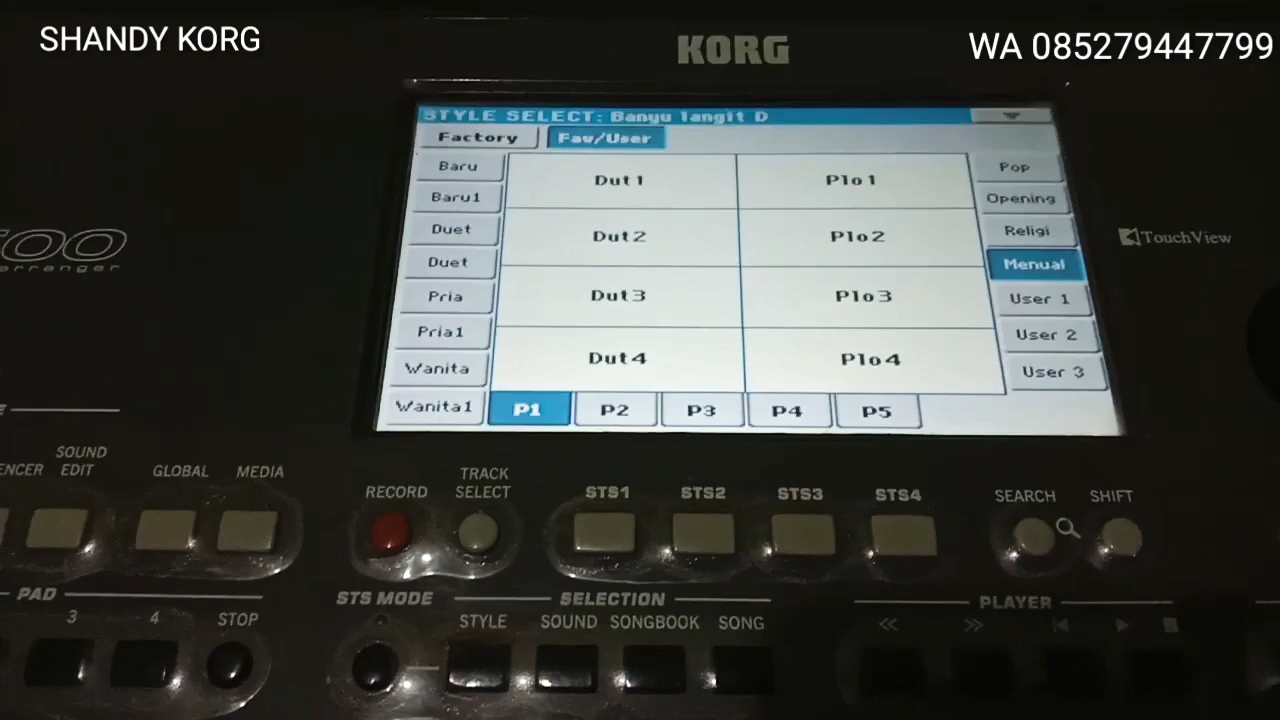 SHANDY KORG
WA 085279447799
KORG
STYLE SELECT: Banyu langit D
Factory
Fav/User
Baru
Baru1
Duet
Duet
Pria
Pria1
Wanita
Wanita1
Dut1
Plo1
Dut2
Plo2
Dut3
Plo3
Dut4
Plo4
Pop
Opening
Religi
Menual
User 1
User 2
User 3
P1
P2
P3
P4
P5
TouchView
SOUND
EDIT
GLOBAL
MEDIA
RECORD
TRACK
SELECT
STS1
STS2
STS3
STS4
SEARCH
SHIFT
PAD
3
4
STOP
STS MODE
SELECTION
STYLE
SOUND
SONGBOOK
SONG
PLAYER